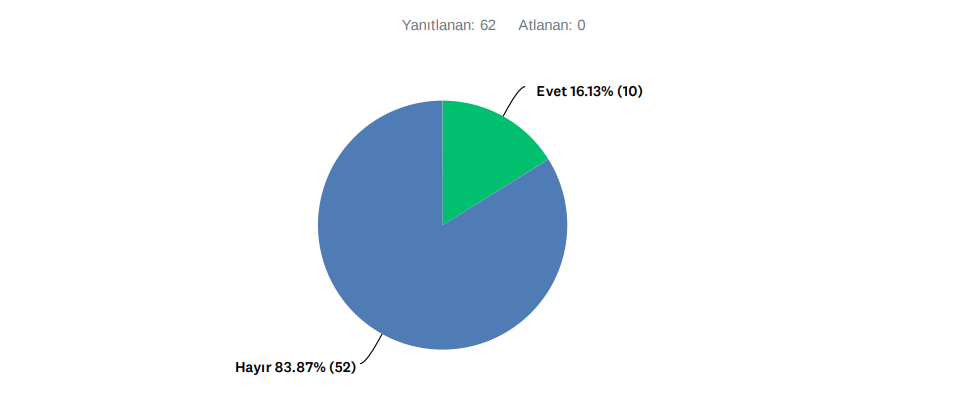 Yanıtlanan: 62 Atlanan: 0
Evet 16.13% (10)
Hayır 83.87% (52)